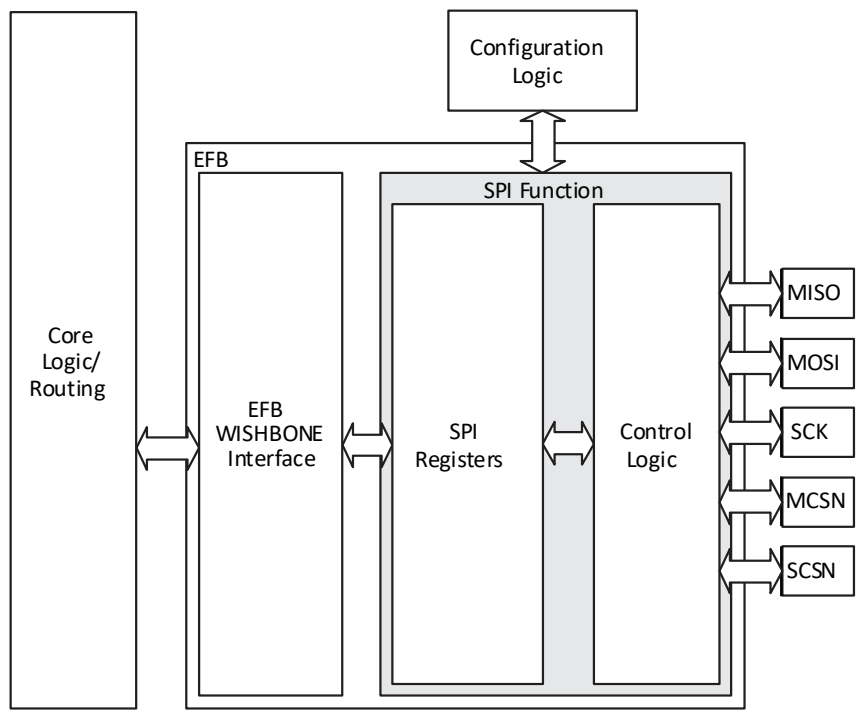 Configuration
Logic
EFB
SPI Function
Core
Logic/
Routing
EFB
WISHBONE
Interface
SPI
Registers
Control
Logic
MISO
MOSI
SCK
MCSN
SCSN